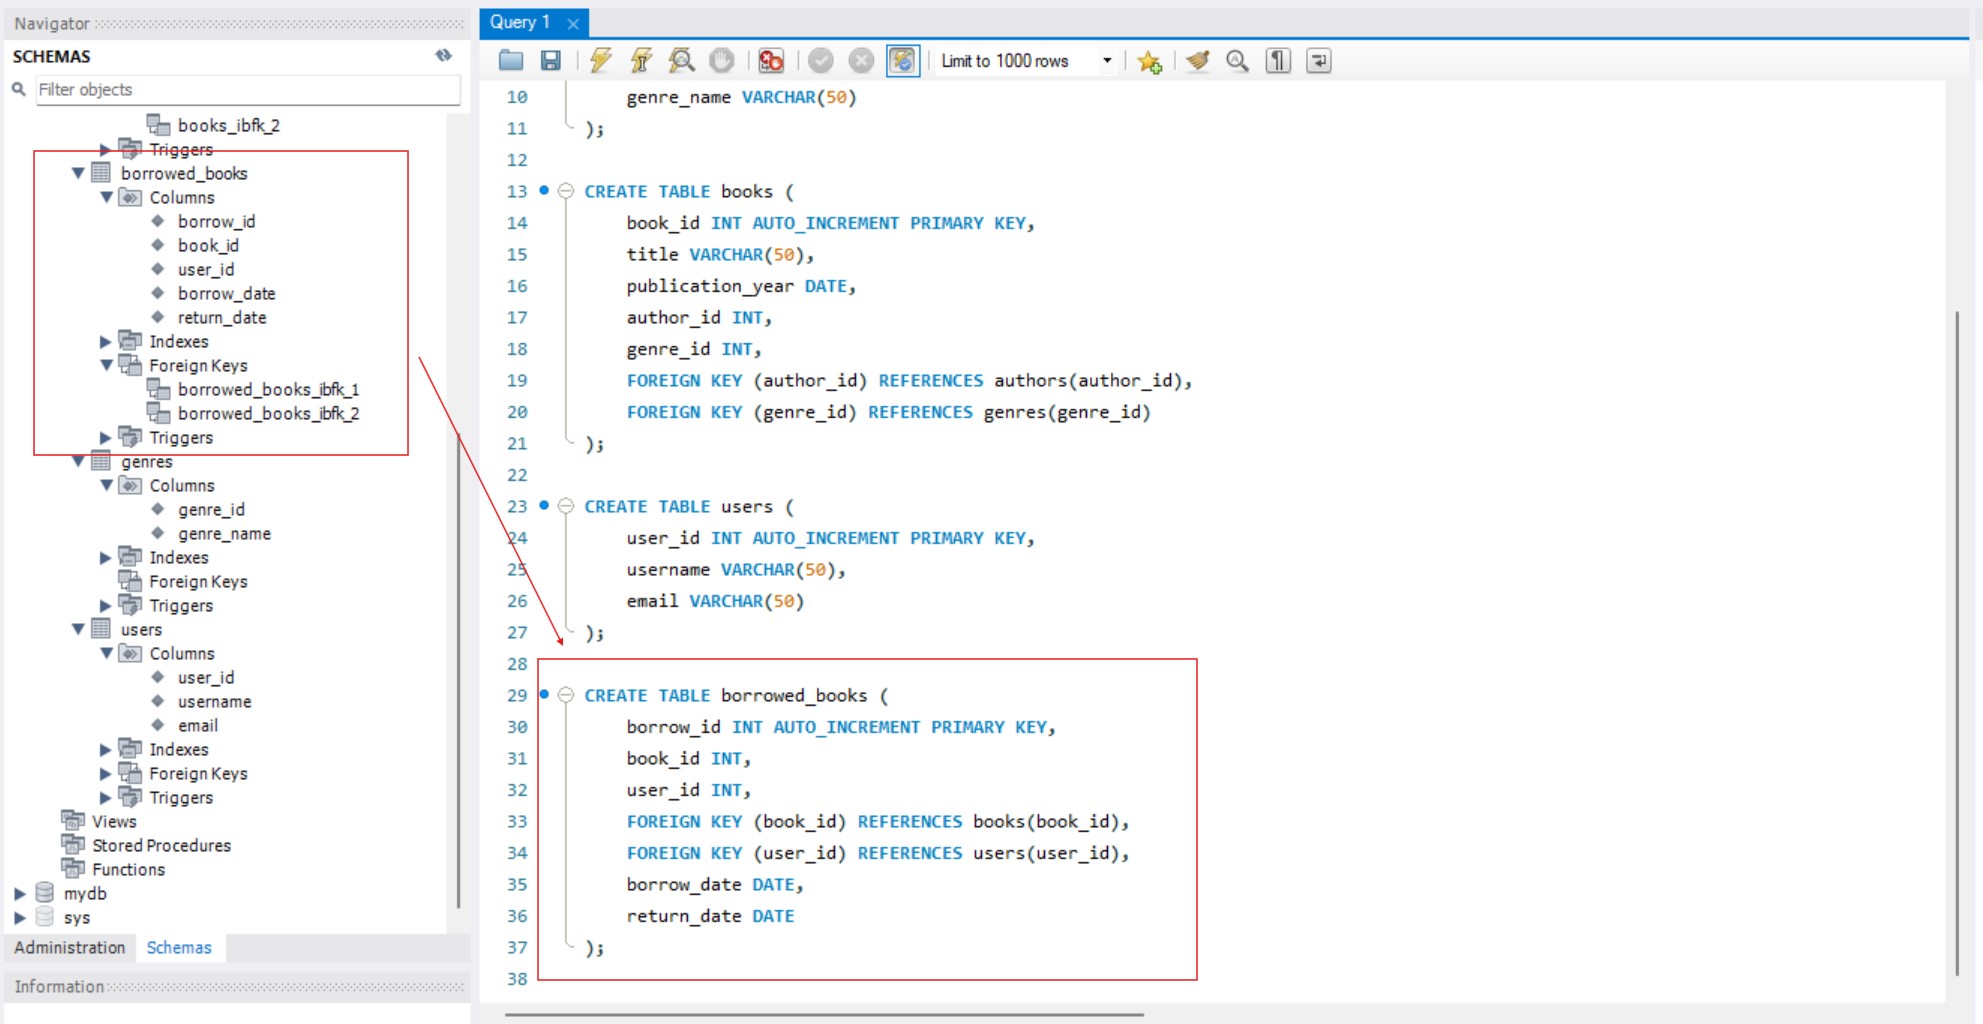 Navigator
SCHEMAS
Filter objects
books_ibfk_2
Triggers
borrowed_books
Columns
borrow_id
book_id
user_id
borrow_date
return_date
Indexes
Foreign Keys
borrowed_books_ibfk_1
borrowed_books_ibfk_2
Triggers
genres
Columns
genre_id
genre_name
Indexes
Foreign Keys
Triggers
users
Columns
user_id
username
email
Indexes
Foreign Keys
Triggers
Views
Stored Procedures
Functions
mydb
sys
Administration Schemas
Information
Query 1
Limit to 1000 rows
10 genre_name VARCHAR(50)
11 );
12
13 CREATE TABLE books (
14 book_id INT AUTO_INCREMENT PRIMARY KEY,
15 title VARCHAR(50),
16 publication_year DATE,
17 author_id INT,
18 genre_id INT,
19 FOREIGN KEY (author_id) REFERENCES authors(author_id),
20 FOREIGN KEY (genre_id) REFERENCES genres(genre_id)
21 );
22
23 CREATE TABLE users (
24 user_id INT AUTO_INCREMENT PRIMARY KEY,
25 username VARCHAR(50),
26 email VARCHAR(50)
27 );
28
29 CREATE TABLE borrowed_books (
30 borrow_id INT AUTO_INCREMENT PRIMARY KEY,
31 book_id INT,
32 user_id INT,
33 FOREIGN KEY (book_id) REFERENCES books(book_id),
34 FOREIGN KEY (user_id) REFERENCES users(user_id),
35 borrow_date DATE,
36 return_date DATE
37 );
38